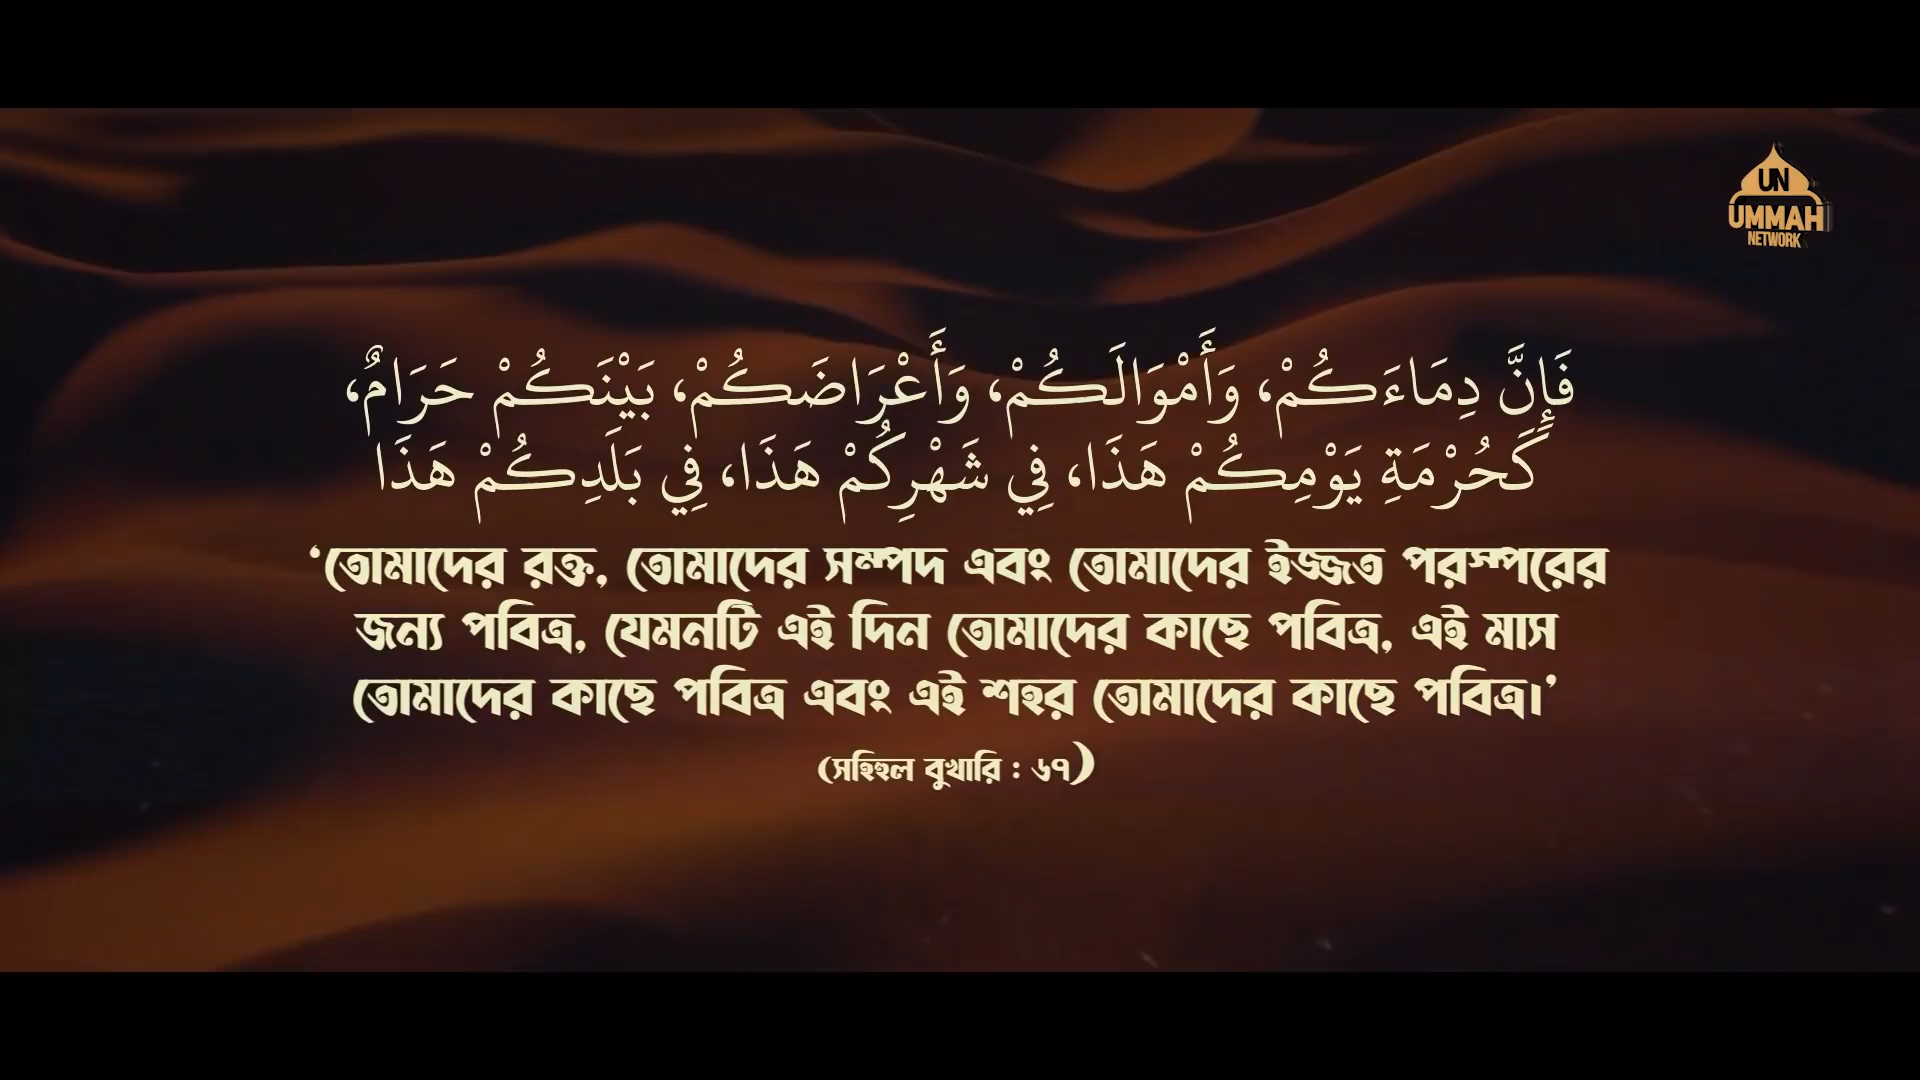 UN
UMMAH
NETWORK
فَإِنَّ دِمَاءَكُمْ، وَأَمْوَالَكُمْ، وَأَعْرَاضَكُمْ، بَيْنَكُمْ حَرَامٌ،
كَحُرْمَةِ يَوْمِكُمْ هَذَا، فِي شَهْرِكُمْ هَذَا، فِي بَلَدِكُمْ هَذَا
‘তোমাদের রক্ত, তোমাদের সম্পদ এবং তোমাদের ইজ্জত পরস্পরের
জন্য পবিত্র, যেমনটি এই দিন তোমাদের কাছে পবিত্র, এই মাস
তোমাদের কাছে পবিত্র এবং এই শহর তোমাদের কাছে পবিত্র।’
(সহিহুল বুখারি : ৬৭)